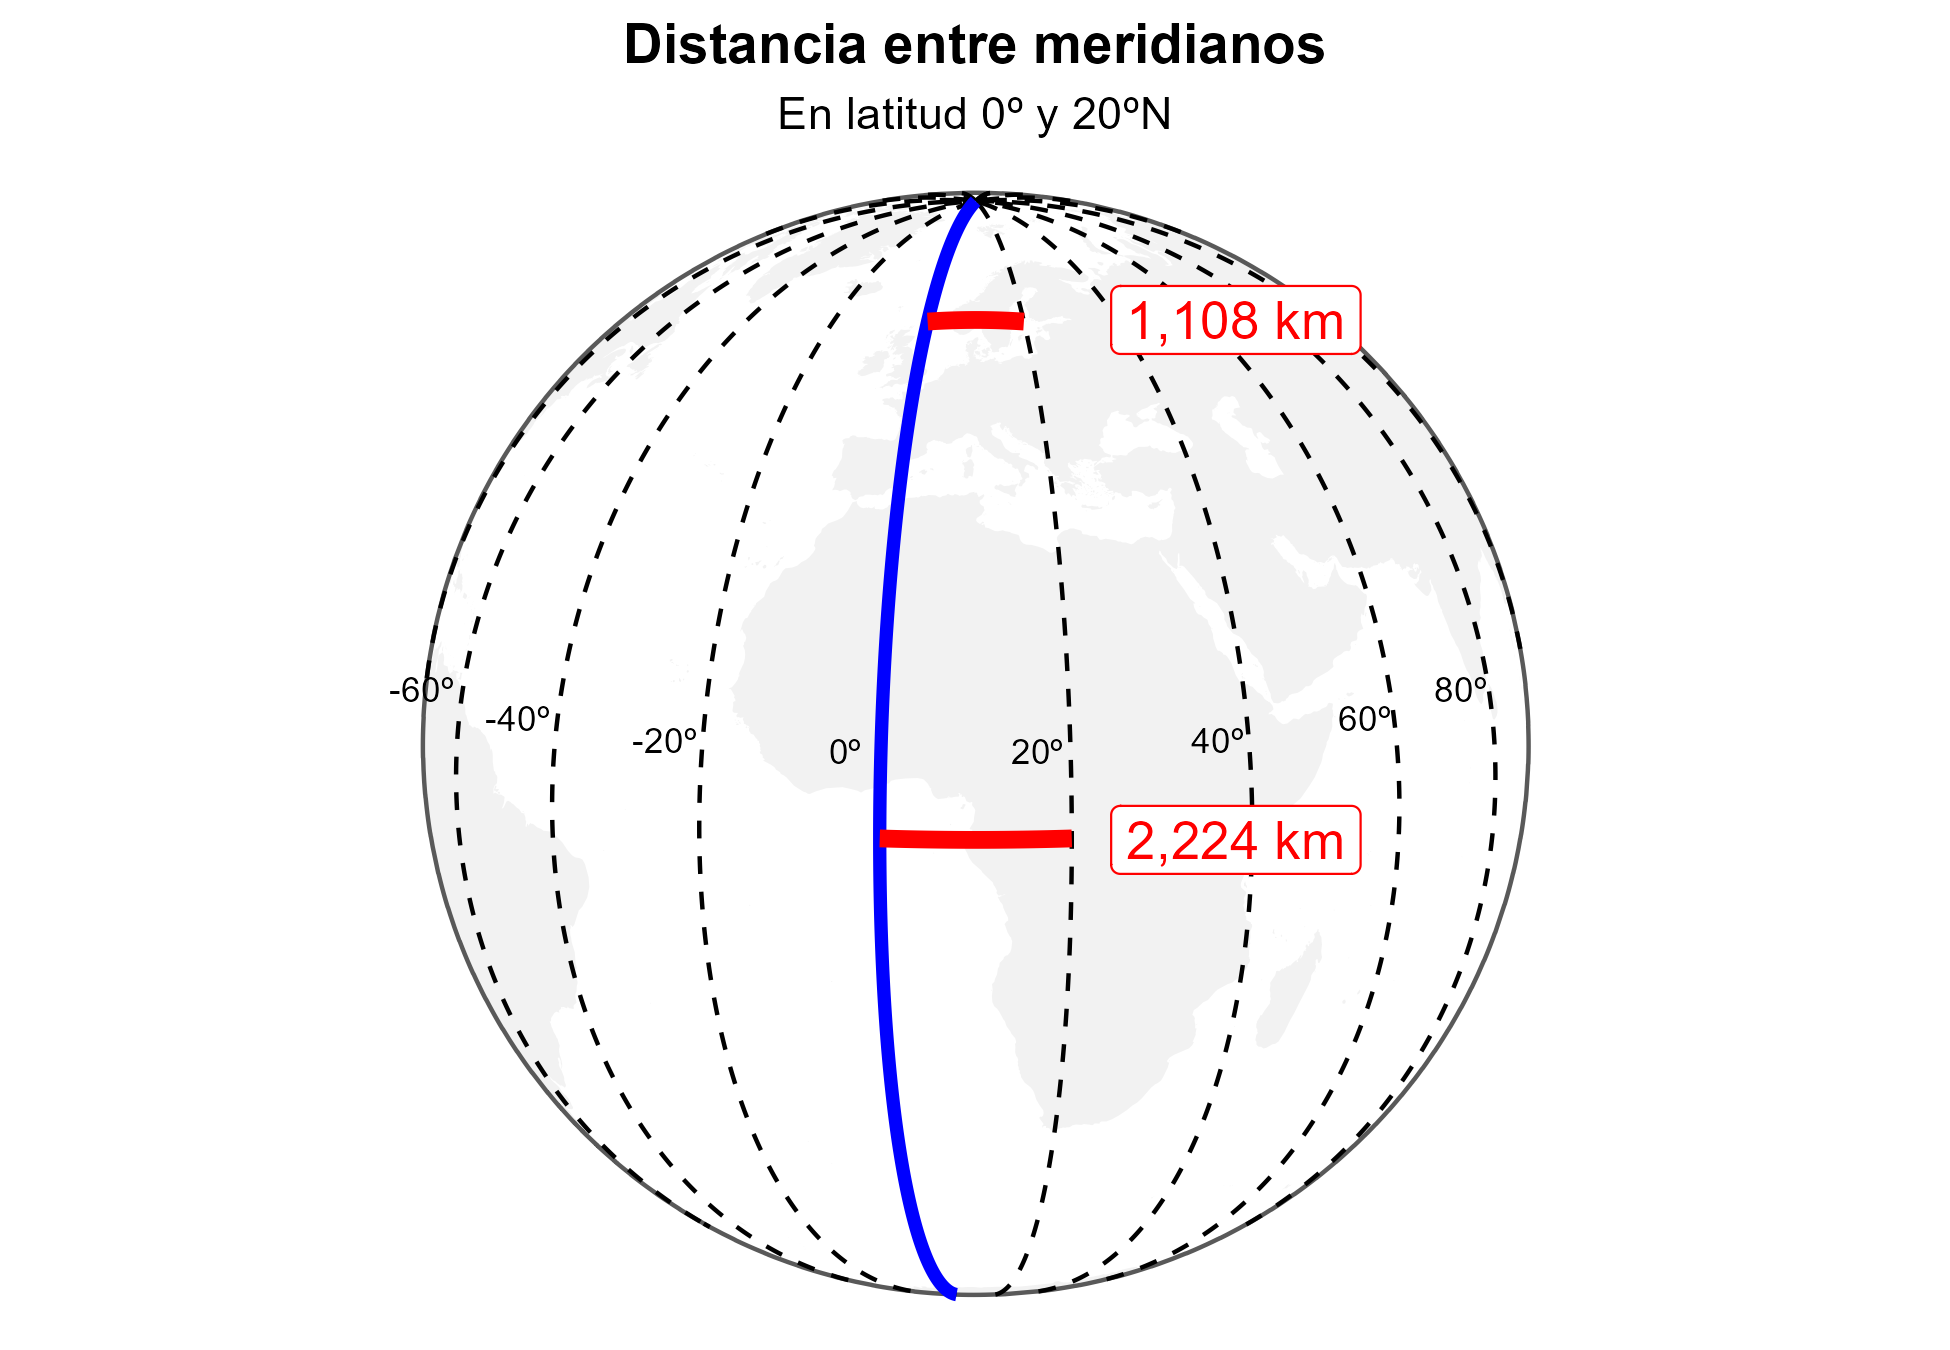 Distancia entre meridianos
En latitud 0º y 20ºN
1,108 km
-60º
-40º
-20º
0º
20º
40º
60º
80º
2,224 km